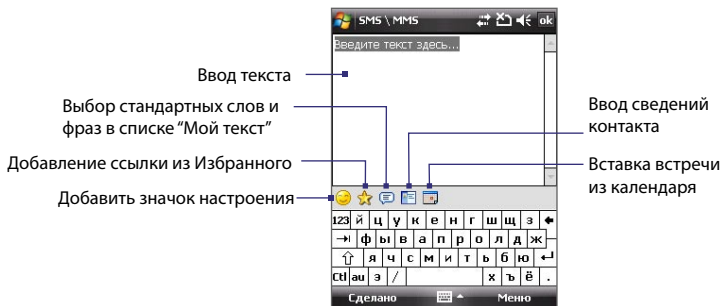 SMS \ MMS ok
Введите текст здесь...
Ввод текста
Выбор стандартных слов и
фраз в списке “Мой текст”
Добавление ссылки из Избранного
Добавить значок настроения
Ввод сведений
контакта
Вставка встречи
из календаря
123 й ц у к е н г ш щ з
ф ы в а п р о л д ж
я ч с м и т ь б ю
Ctl au э / х ъ ё .
Сделано Меню